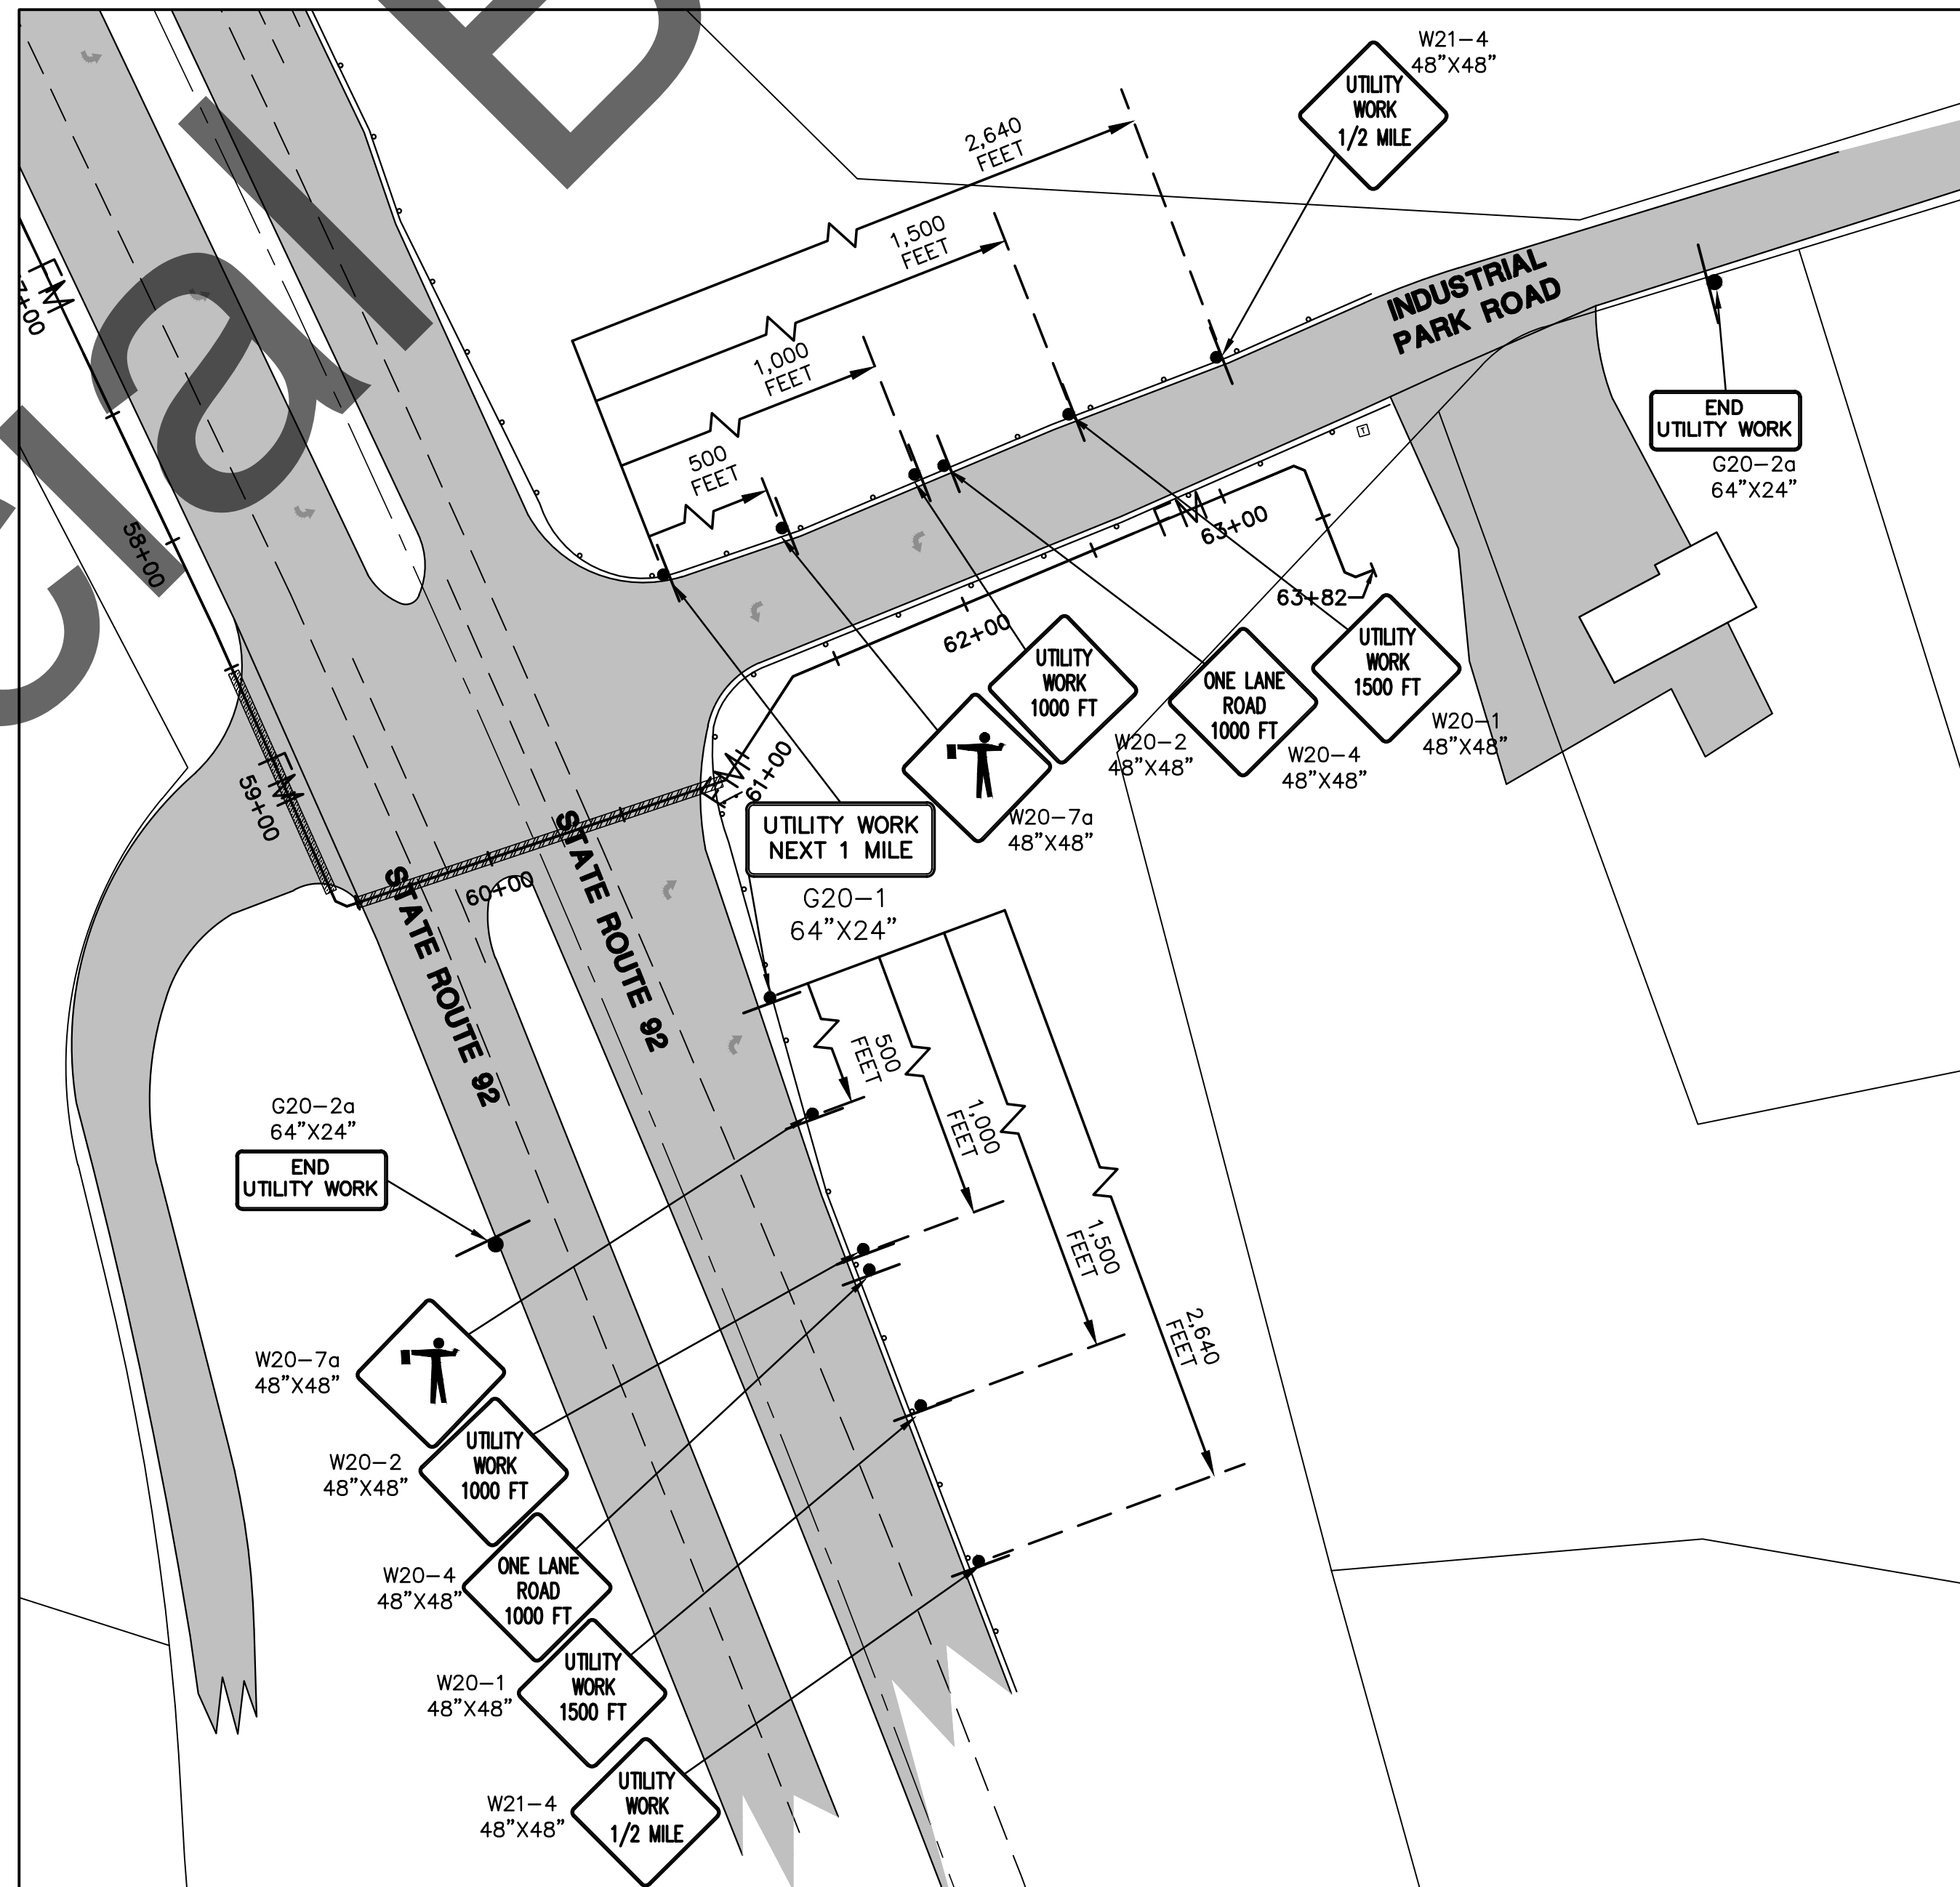 W21-4
48"X48"
UTILITY
WORK
1/2 MILE
2,640
FEET
1,500
FEET
1,000
FEET
500
FEET
INDUSTRIAL
PARK ROAD
END
UTILITY WORK
G20-2a
64"X24"
7+00
FM
58+00
FM
59+00
60+00
FM
61+00
62+00
FM
63+00
63+82
T
UTILITY
WORK
1500 FT
W20-1
48"X48"
ONE LANE
ROAD
1000 FT
W20-4
48"X48"
UTILITY
WORK
1000 FT
W20-2
48"X48"
W20-7a
48"X48"
UTILITY WORK
NEXT 1 MILE
G20-1
64"X24"
STATE ROUTE 92
STATE ROUTE 92
500
FEET
1,000
FEET
1,500
FEET
2,640
FEET
G20-2a
64"X24"
END
UTILITY WORK
W20-7a
48"X48"
W20-2
48"X48"
UTILITY
WORK
1000 FT
W20-4
48"X48"
ONE LANE
ROAD
1000 FT
W20-1
48"X48"
UTILITY
WORK
1500 FT
W21-4
48"X48"
UTILITY
WORK
1/2 MILE